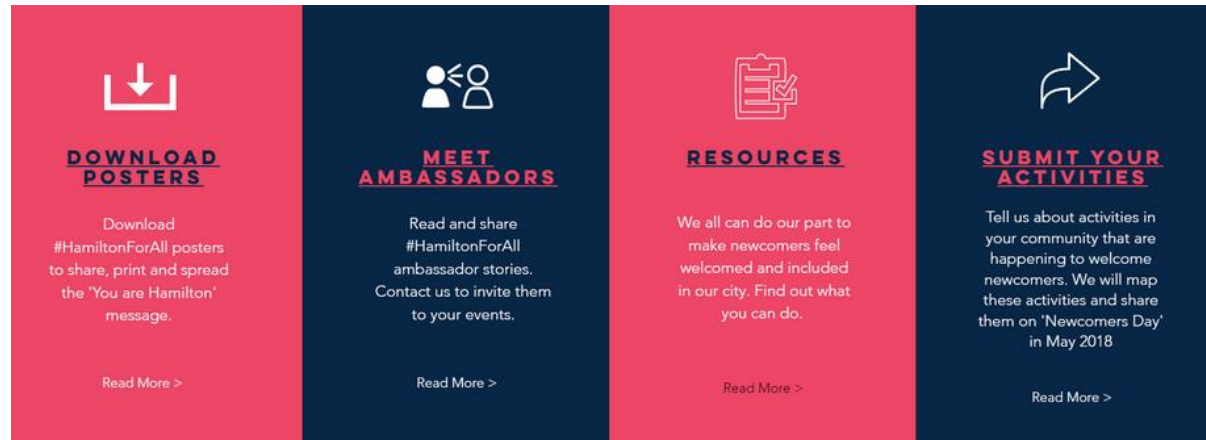 DOWNLOAD
POSTERS
Download
#HamiltonForAll posters
to share, print and spread
the 'You are Hamilton'
message.
Read More >
MEET
AMBASSADORS
Read and share
#HamiltonForAll
ambassador stories.
Contact us to invite them
to your events.
Read More >
RESOURCES
We all can do our part to
make newcomers feel
welcomed and included
in our city. Find out what
you can do.
Read More >
SUBMIT YOUR
ACTIVITIES
Tell us about activities in
your community that are
happening to welcome
newcomers. We will map
these activities and share
them on 'Newcomers Day'
in May 2018
Read More >